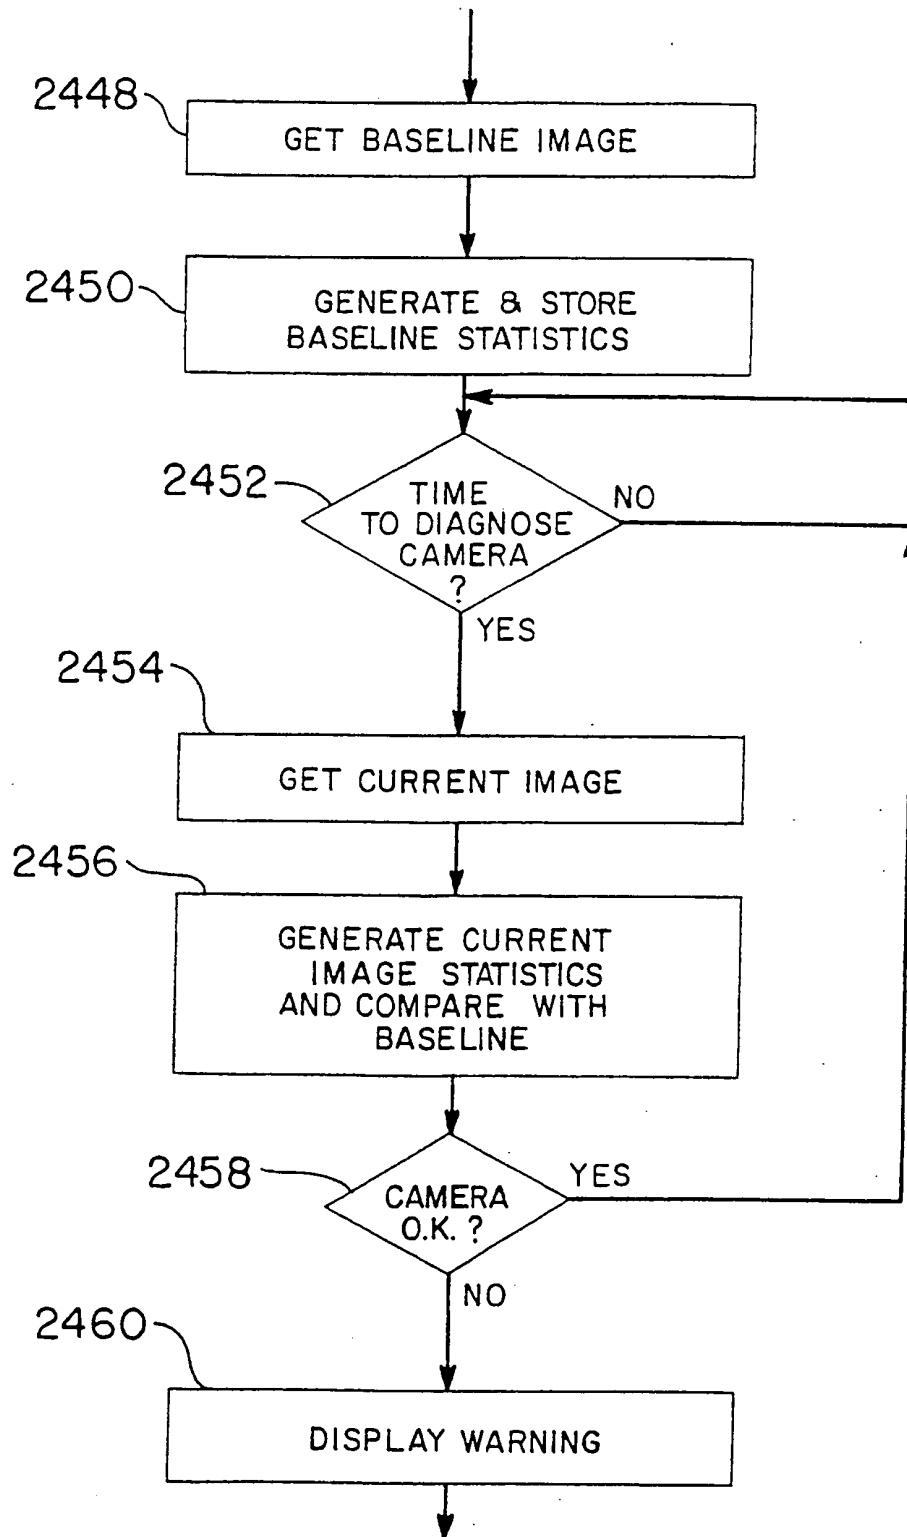 2448
GET BASELINE IMAGE
2450
GENERATE & STORE
BASELINE STATISTICS
2452
TIME
TO DIAGNOSE
CAMERA
?
NO
YES
2454
GET CURRENT IMAGE
2456
GENERATE CURRENT
IMAGE STATISTICS
AND COMPARE WITH
BASELINE
2458
CAMERA
O.K. ?
YES
NO
2460
DISPLAY WARNING